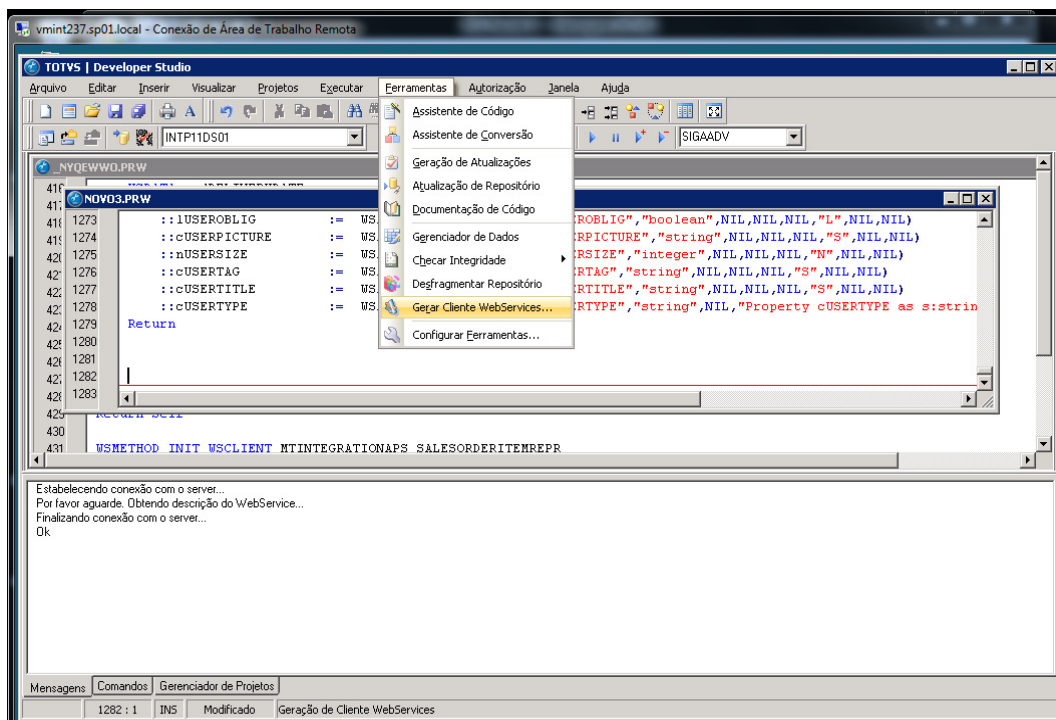 vmint237.sp01.local - Conexão de Área de Trabalho Remota
TOTVS | Developer Studio
Arquivo Editar Inserir Visualizar Projetos Executar Ferramentas Autorização Janela Ajuda
INTP11DS01 SIGAADV
_NYQEWWO.PRW
NOVO3.PRW
1273 ::lUSEROBLIG := WS ROBLIG","boolean",NIL,NIL,NIL,"L",NIL,NIL)
1274 ::cUSERPICTURE := WS RPICTURE","string",NIL,NIL,NIL,"S",NIL,NIL)
1275 ::nUSERSIZE := WS RSIZE","integer",NIL,NIL,NIL,"N",NIL,NIL)
1276 ::cUSERTAG := WS RTAG","string",NIL,NIL,NIL,"S",NIL,NIL)
1277 ::cUSERTITLE := WS RTITLE","string",NIL,NIL,NIL,"S",NIL,NIL)
1278 ::cUSERTYPE := WS RTYPE","string",NIL,"Property cUSERTYPE as s:strin
1279 Return
1280
1281
1282
1283
430
431 WSMETHOD INIT WSCLIENT MTINTEGRATIONAPS_SALESORDERITEMREPR
Assistente de Código
Assistente de Conversão
Geração de Atualizações
Atualização de Repositório
Documentação de Código
Gerenciador de Dados
Checar Integridade
Desfragmentar Repositório
Gerar Cliente WebServices...
Configurar Ferramentas...
Estabelecendo conexão com o server...
Por favor aguarde. Obtendo descrição do WebService...
Finalizando conexão com o server...
Ok
Mensagens Comandos Gerenciador de Projetos
1282 : 1 INS Modificado Geração de Cliente WebServices